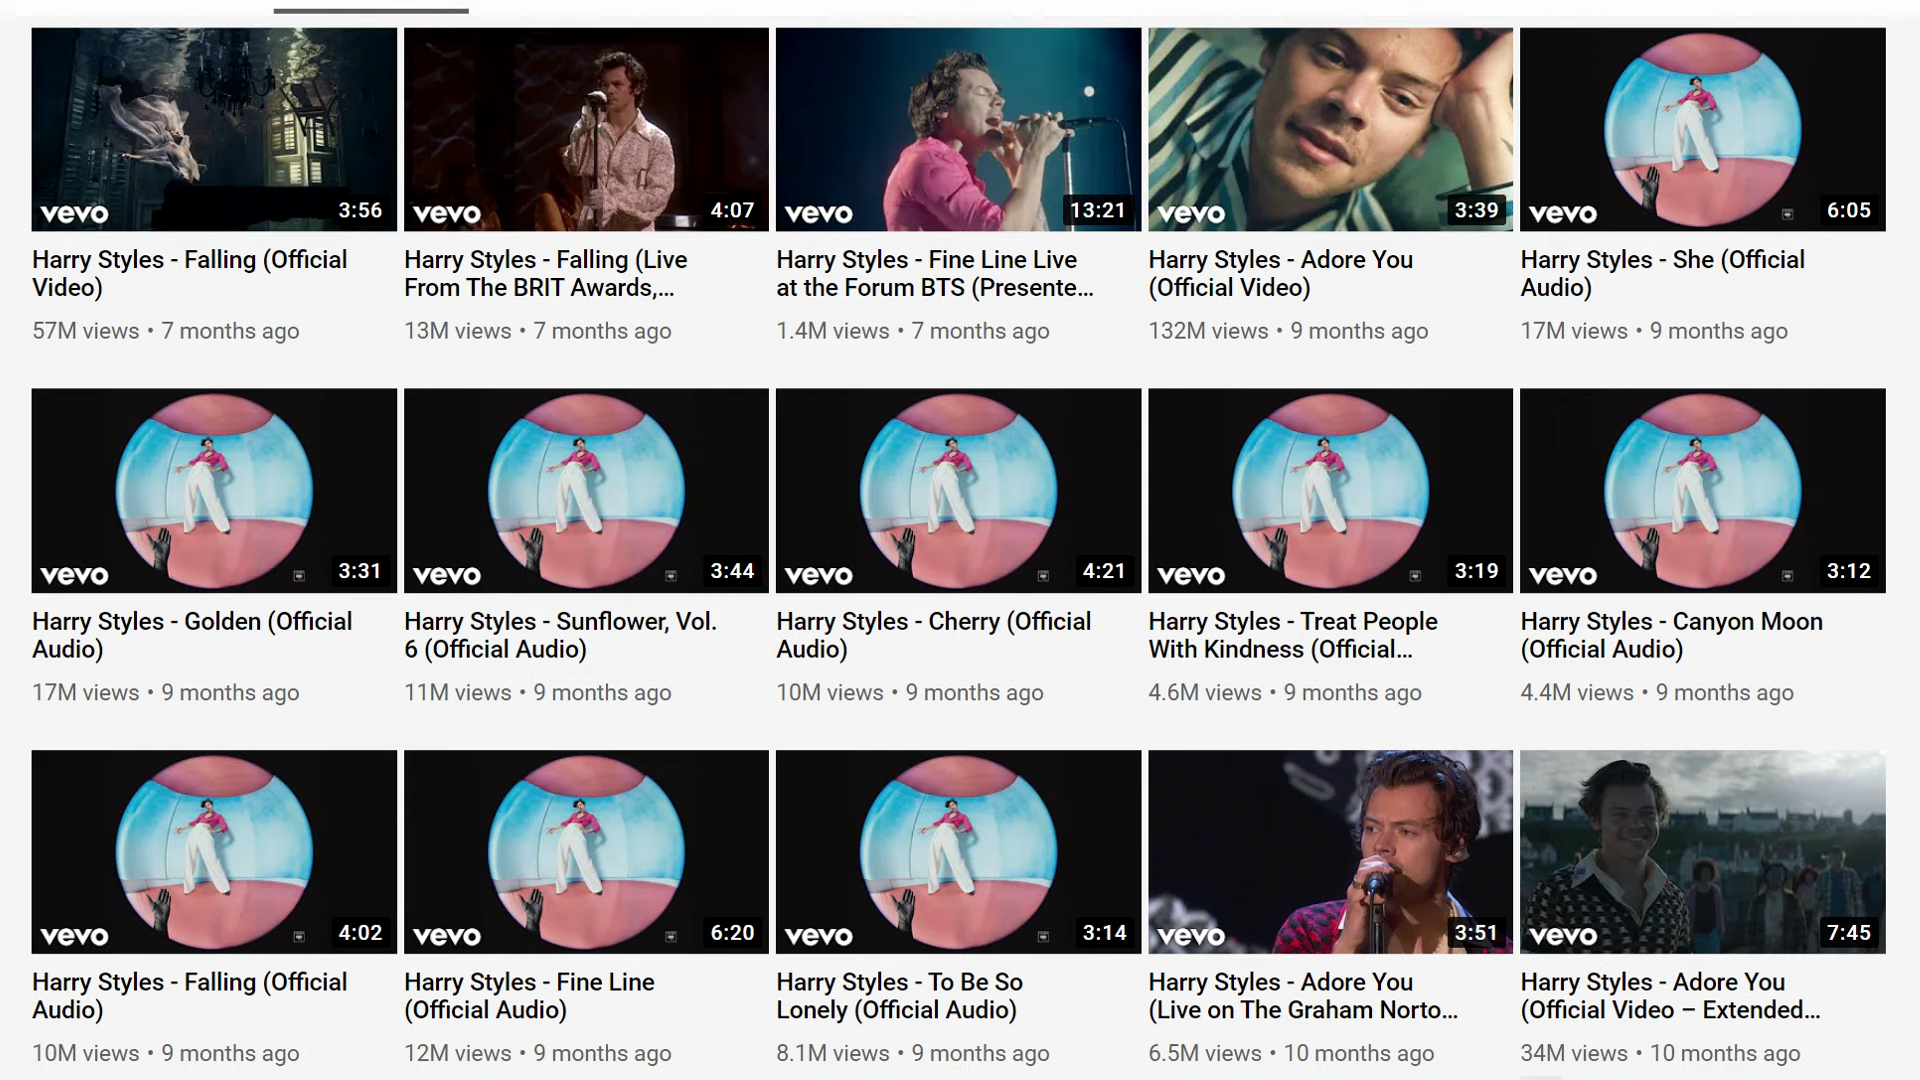 vevo
3:56
vevo
4:07
vevo
13:21
vevo
3:39
vevo
6:05
Harry Styles - Falling (Official
Video)
57M views • 7 months ago
Harry Styles - Falling (Live
From The BRIT Awards,...
13M views • 7 months ago
Harry Styles - Fine Line Live
at the Forum BTS (Presente...
1.4M views • 7 months ago
Harry Styles - Adore You
(Official Video)
132M views • 9 months ago
Harry Styles - She (Official
Audio)
17M views • 9 months ago
vevo
3:31
vevo
3:44
vevo
4:21
vevo
3:19
vevo
3:12
Harry Styles - Golden (Official
Audio)
17M views • 9 months ago
Harry Styles - Sunflower, Vol.
6 (Official Audio)
11M views • 9 months ago
Harry Styles - Cherry (Official
Audio)
10M views • 9 months ago
Harry Styles - Treat People
With Kindness (Official...
4.6M views • 9 months ago
Harry Styles - Canyon Moon
(Official Audio)
4.4M views • 9 months ago
vevo
4:02
vevo
6:20
vevo
3:14
vevo
3:51
vevo
7:45
Harry Styles - Falling (Official
Audio)
10M views • 9 months ago
Harry Styles - Fine Line
(Official Audio)
12M views • 9 months ago
Harry Styles - To Be So
Lonely (Official Audio)
8.1M views • 9 months ago
Harry Styles - Adore You
(Live on The Graham Norto...
6.5M views • 10 months ago
Harry Styles - Adore You
(Official Video – Extended...
34M views • 10 months ago